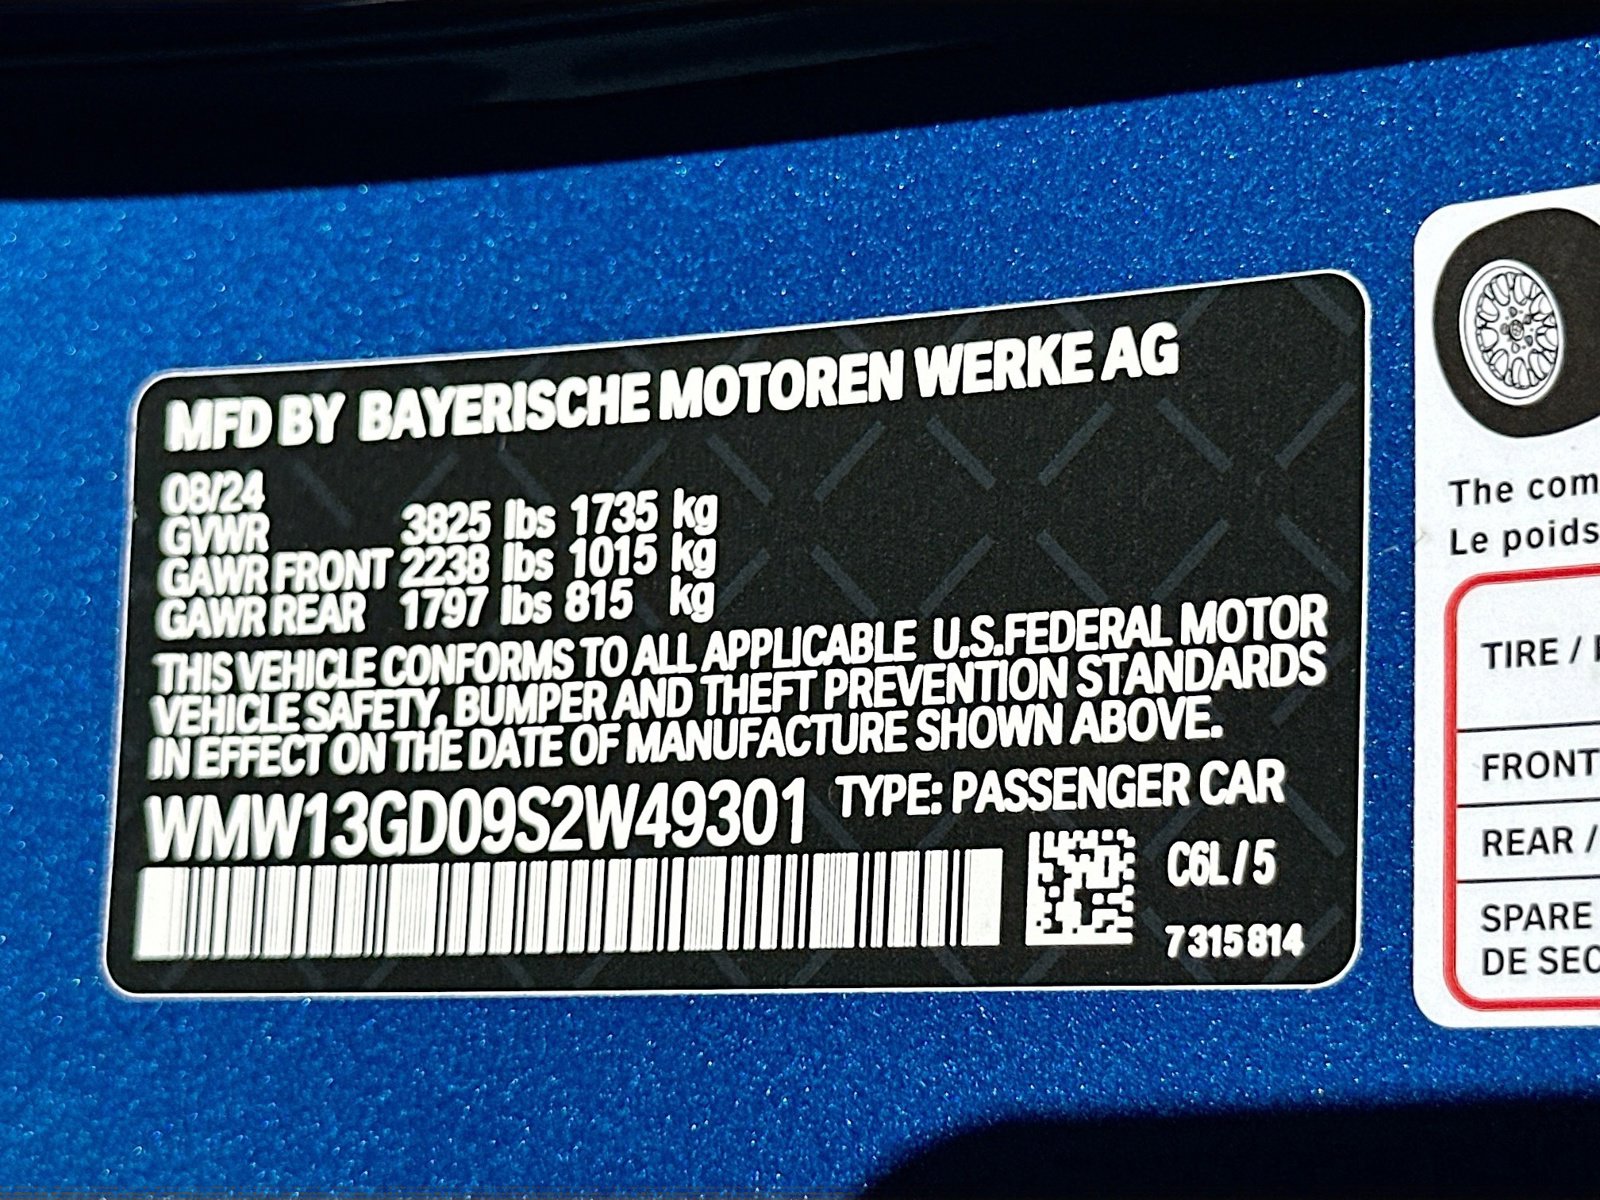 MFD BY BAYERISCHE MOTOREN WERKE AG
08/24
GVWR 3825 lbs 1735 kg
GAWR FRONT 2238 lbs 1015 kg
GAWR REAR 1797 lbs 815 kg
THIS VEHICLE CONFORMS TO ALL APPLICABLE U.S.FEDERAL MOTOR
VEHICLE SAFETY, BUMPER AND THEFT PREVENTION STANDARDS
IN EFFECT ON THE DATE OF MANUFACTURE SHOWN ABOVE.
WMW13GD09S2W49301 TYPE: PASSENGER CAR
C6L/5
7315814
The com
Le poids
TIRE /
FRONT
REAR /
SPARE
DE SEC